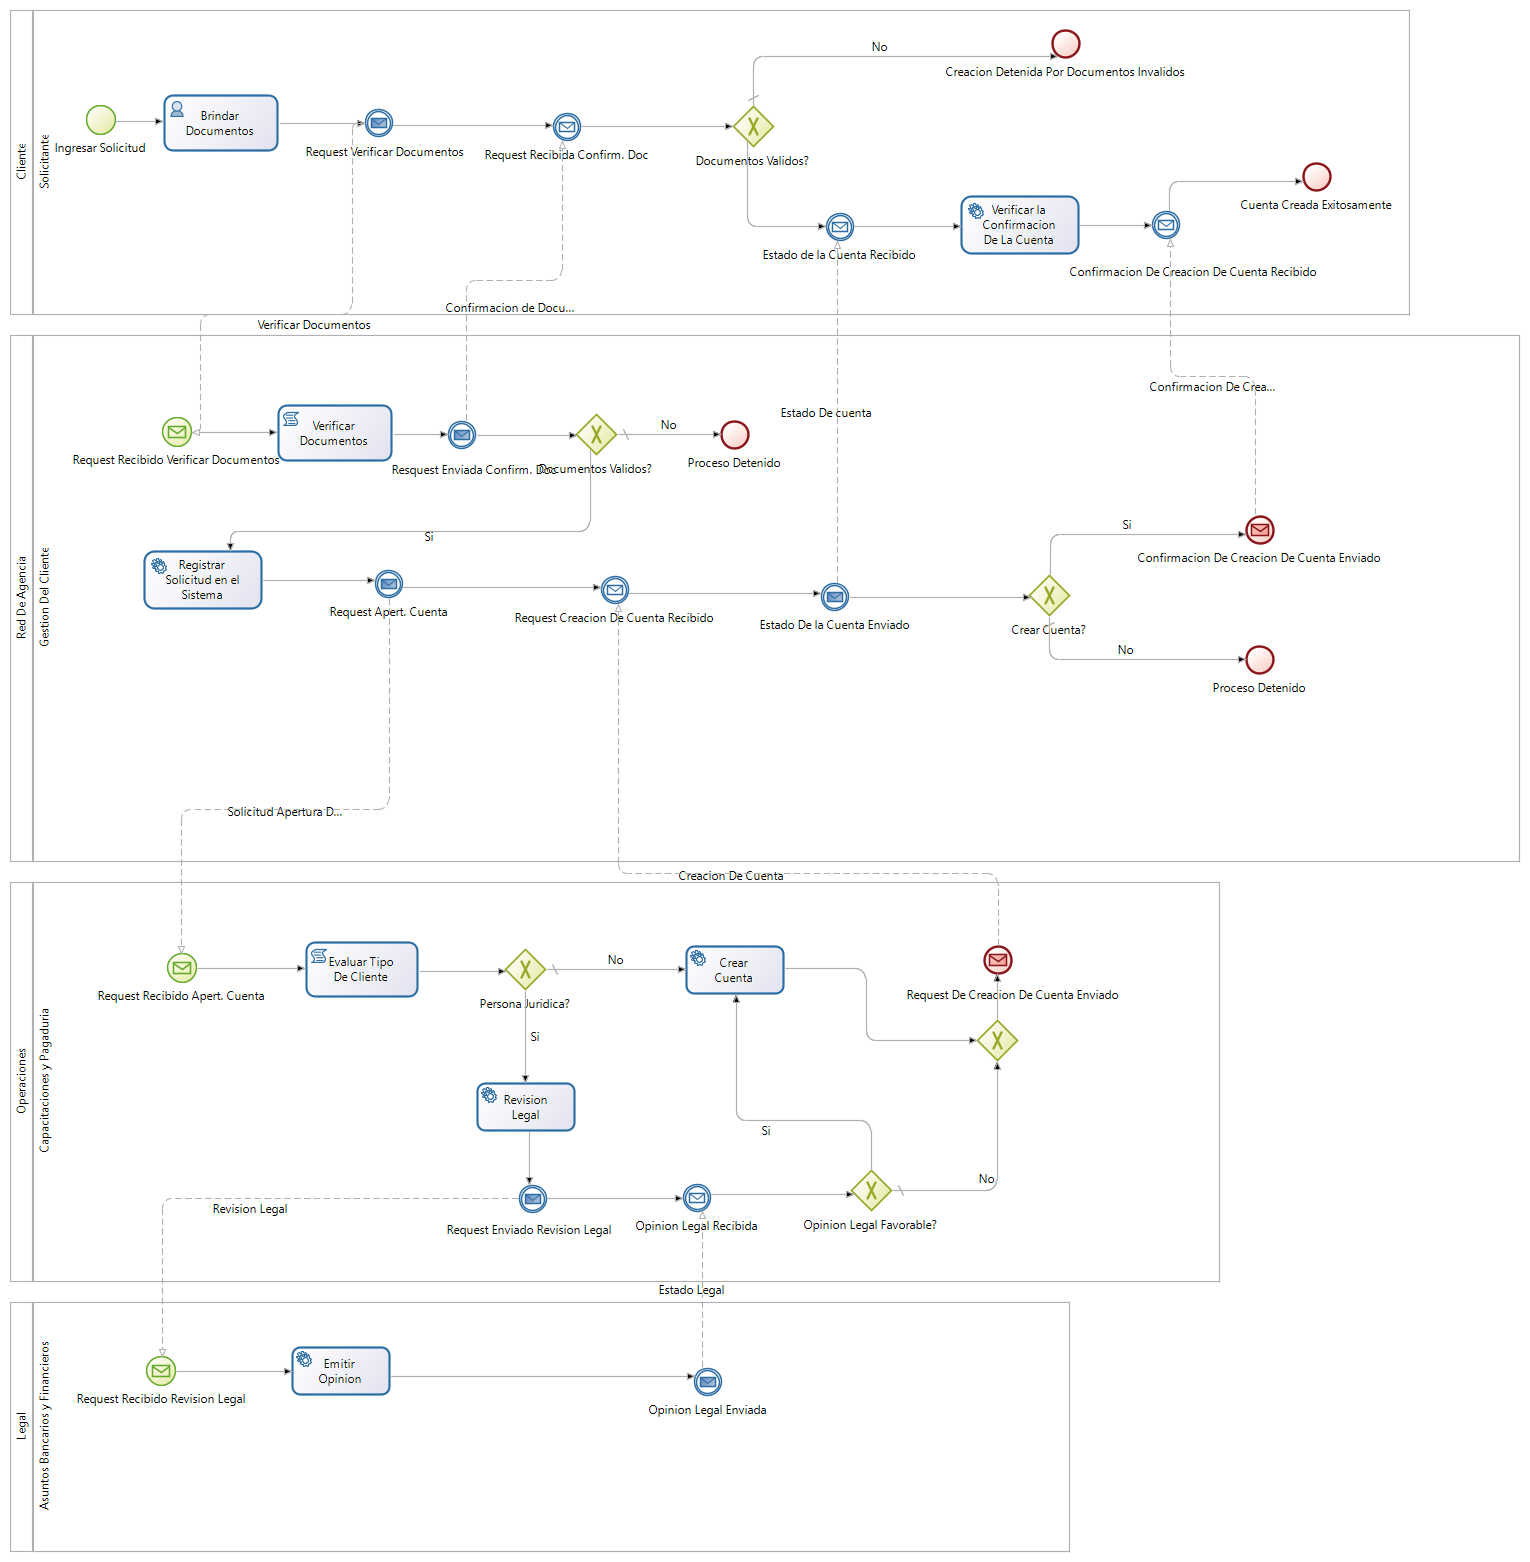 Cliente
Solicitante
Ingresar Solicitud
Brindar
Documentos
Request Verificar Documentos
Request Recibida Confirm. Doc
Documentos Validos?
No
Creacion Detenida Por Documentos Invalidos
Estado de la Cuenta Recibido
Verificar la
Confirmacion
De La Cuenta
Confirmacion De Creacion De Cuenta Recibido
Cuenta Creada Exitosamente
Verificar Documentos
Confirmacion de Docu...
Estado De cuenta
Confirmacion De Crea...
Red De Agencia
Gestion Del Cliente
Request Recibido Verificar Documentos
Verificar
Documentos
Resquest Enviada Confirm. Doc
Documentos Validos?
No
Proceso Detenido
Si
Registrar
Solicitud en el
Sistema
Request Apert. Cuenta
Request Creacion De Cuenta Recibido
Estado De la Cuenta Enviado
Crear Cuenta?
Si
Confirmacion De Creacion De Cuenta Enviado
No
Proceso Detenido
Solicitud Apertura D...
Creacion De Cuenta
Operaciones
Capacitaciones y Pagaduria
Request Recibido Apert. Cuenta
Evaluar Tipo
De Cliente
Persona Juridica?
No
Crear
Cuenta
Request De Creacion De Cuenta Enviado
Si
Revision
Legal
Si
Revision Legal
Request Enviado Revision Legal
Opinion Legal Recibida
Opinion Legal Favorable?
No
Estado Legal
Legal
Asuntos Bancarios y Financieros
Request Recibido Revision Legal
Emitir
Opinion
Opinion Legal Enviada